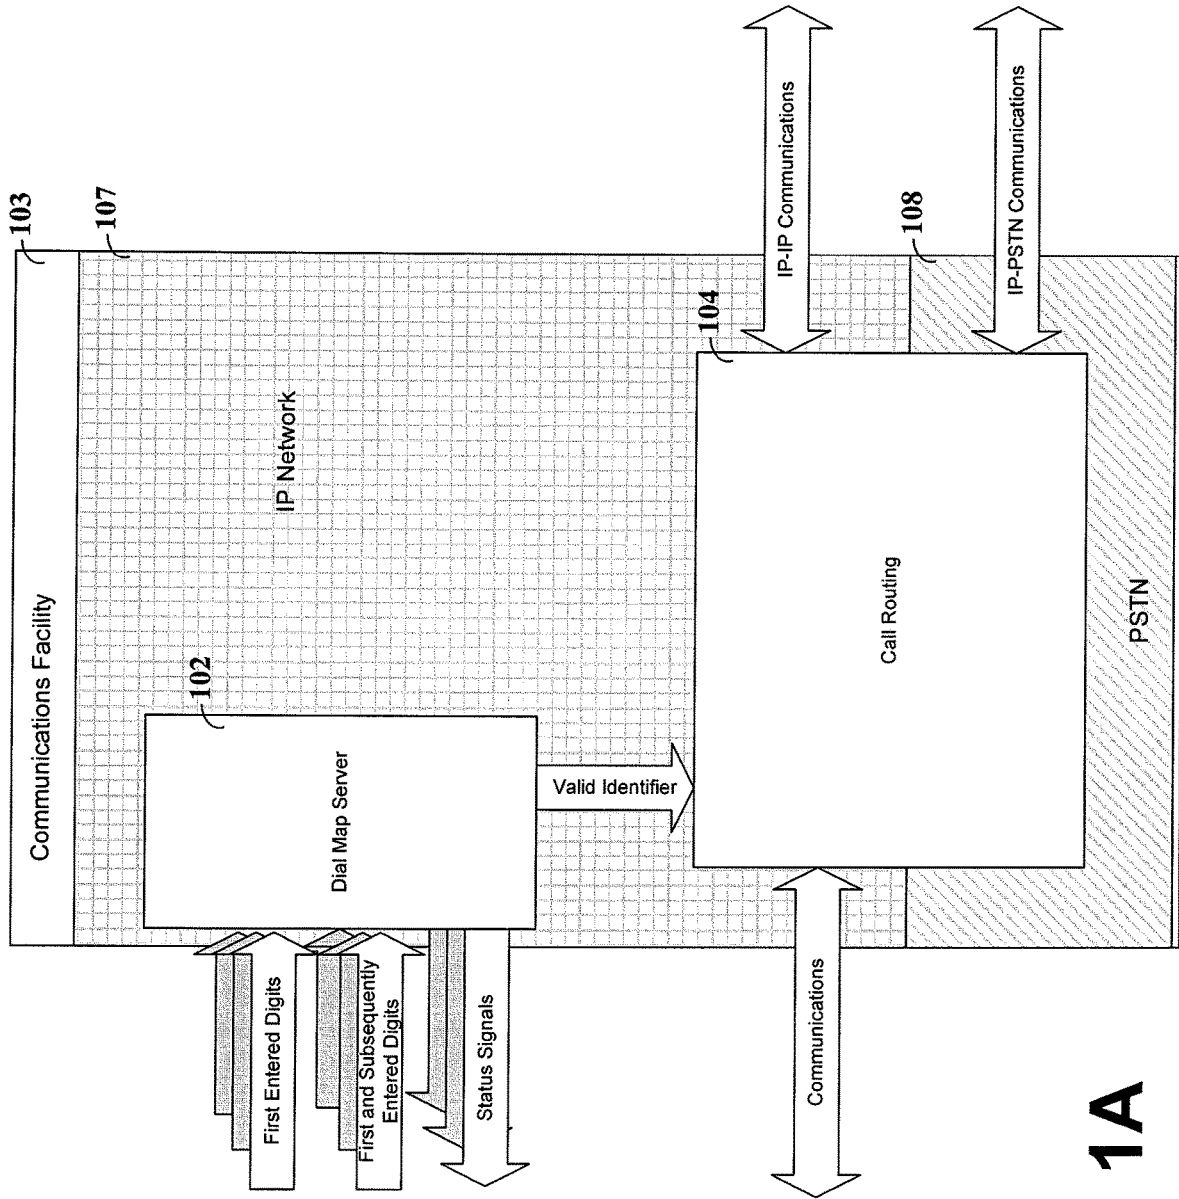 Communications Facility
103
107
IP Network
102
Dial Map Server
First Entered Digits
First and Subsequently
Entered Digits
Status Signals
Valid Identifier
104
Call Routing
IP-IP Communications
108
IP-PSTN Communications
Communications
PSTN
1A